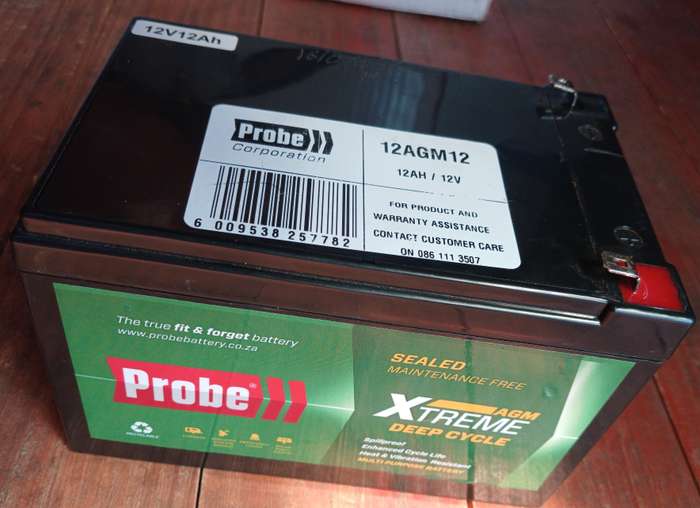 12V12Ah
Probe
Corporation
6 009538 257782
12AGM12
12AH / 12V
FOR PRODUCT AND
WARRANTY ASSISTANCE
CONTACT CUSTOMER CARE
ON 086 111 3507
The true fit & forget battery
www.probebattery.co.za
Probe®
RECYCLABLE
SEALED
MAINTENANCE FREE
AGM
XTREME
DEEP CYCLE
Spillproof
Enhanced Cycle Life
Heat & Vibration Resistant
MULTI-PURPOSE BATTERY